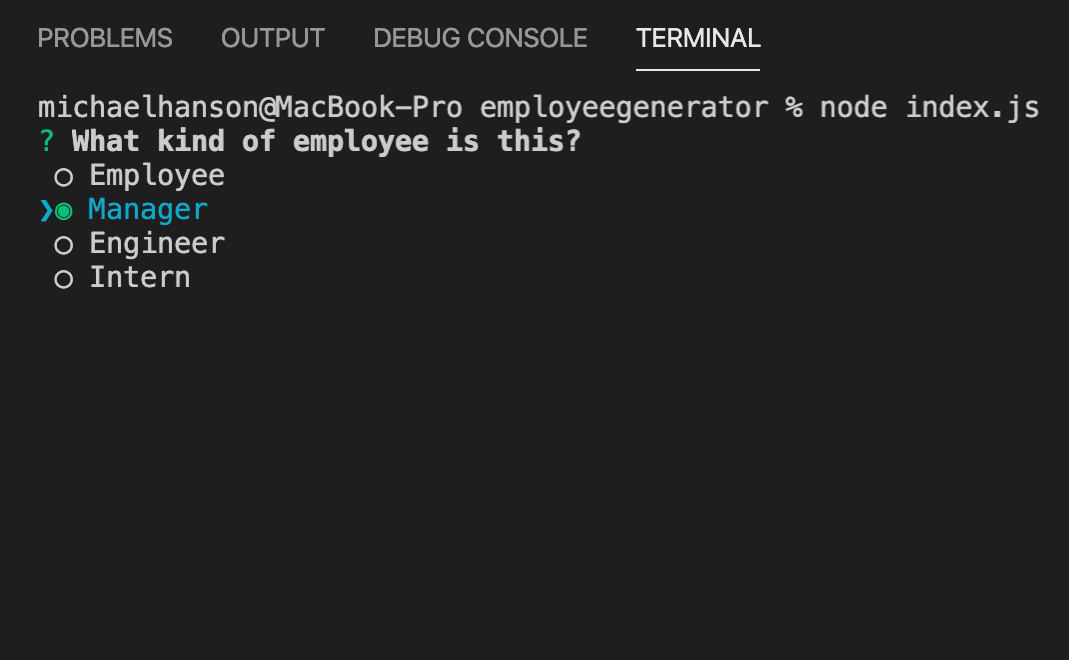 PROBLEMS OUTPUT DEBUG CONSOLE TERMINAL
michaelhanson@MacBook-Pro employeegenerator % node index.js
? What kind of employee is this?
◯ Employee
❯◉ Manager
◯ Engineer
◯ Intern